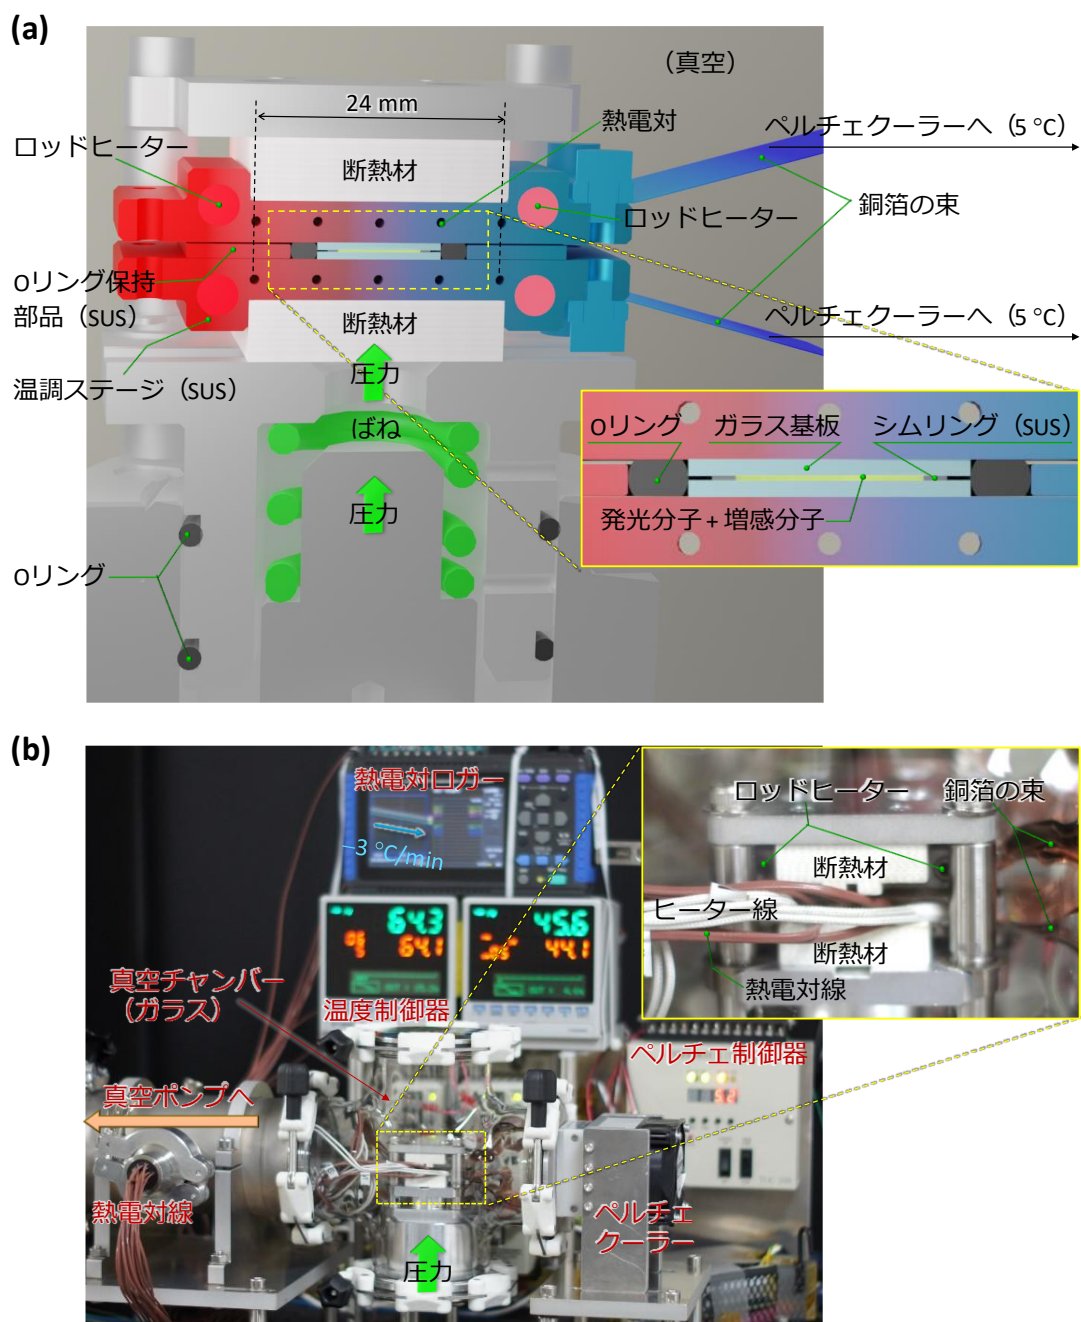 (a)
（真空）
24 mm
熱電対
ペルチェクーラーへ（5 °C）
ロッドヒーター
断熱材
ロッドヒーター
銅箔の束
Oリング保持
部品（SUS）
断熱材
ペルチェクーラーへ（5 °C）
温調ステージ（SUS）
圧力
ばね
圧力
Oリング
Oリング
ガラス基板
シムリング（SUS）
発光分子 + 増感分子
(b)
熱電対ロガー
−3 °C/min
64.3
64.1
45.6
44.1
温度制御器
真空チャンバー
（ガラス）
真空ポンプへ
熱電対線
圧力
ペルチェ
クーラー
ペルチェ制御器
5.2
ロッドヒーター
銅箔の束
断熱材
ヒーター線
断熱材
熱電対線